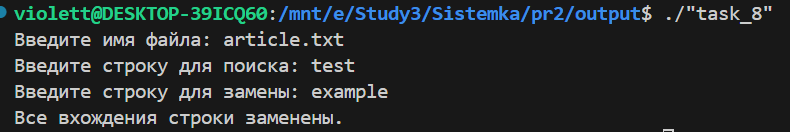 violett@DESKTOP-39ICQ60:/mnt/e/Study3/Sistemka/pr2/output$ ./"task_8"
Введите имя файла: article.txt
Введите строку для поиска: test
Введите строку для замены: example
Все вхождения строки заменены.